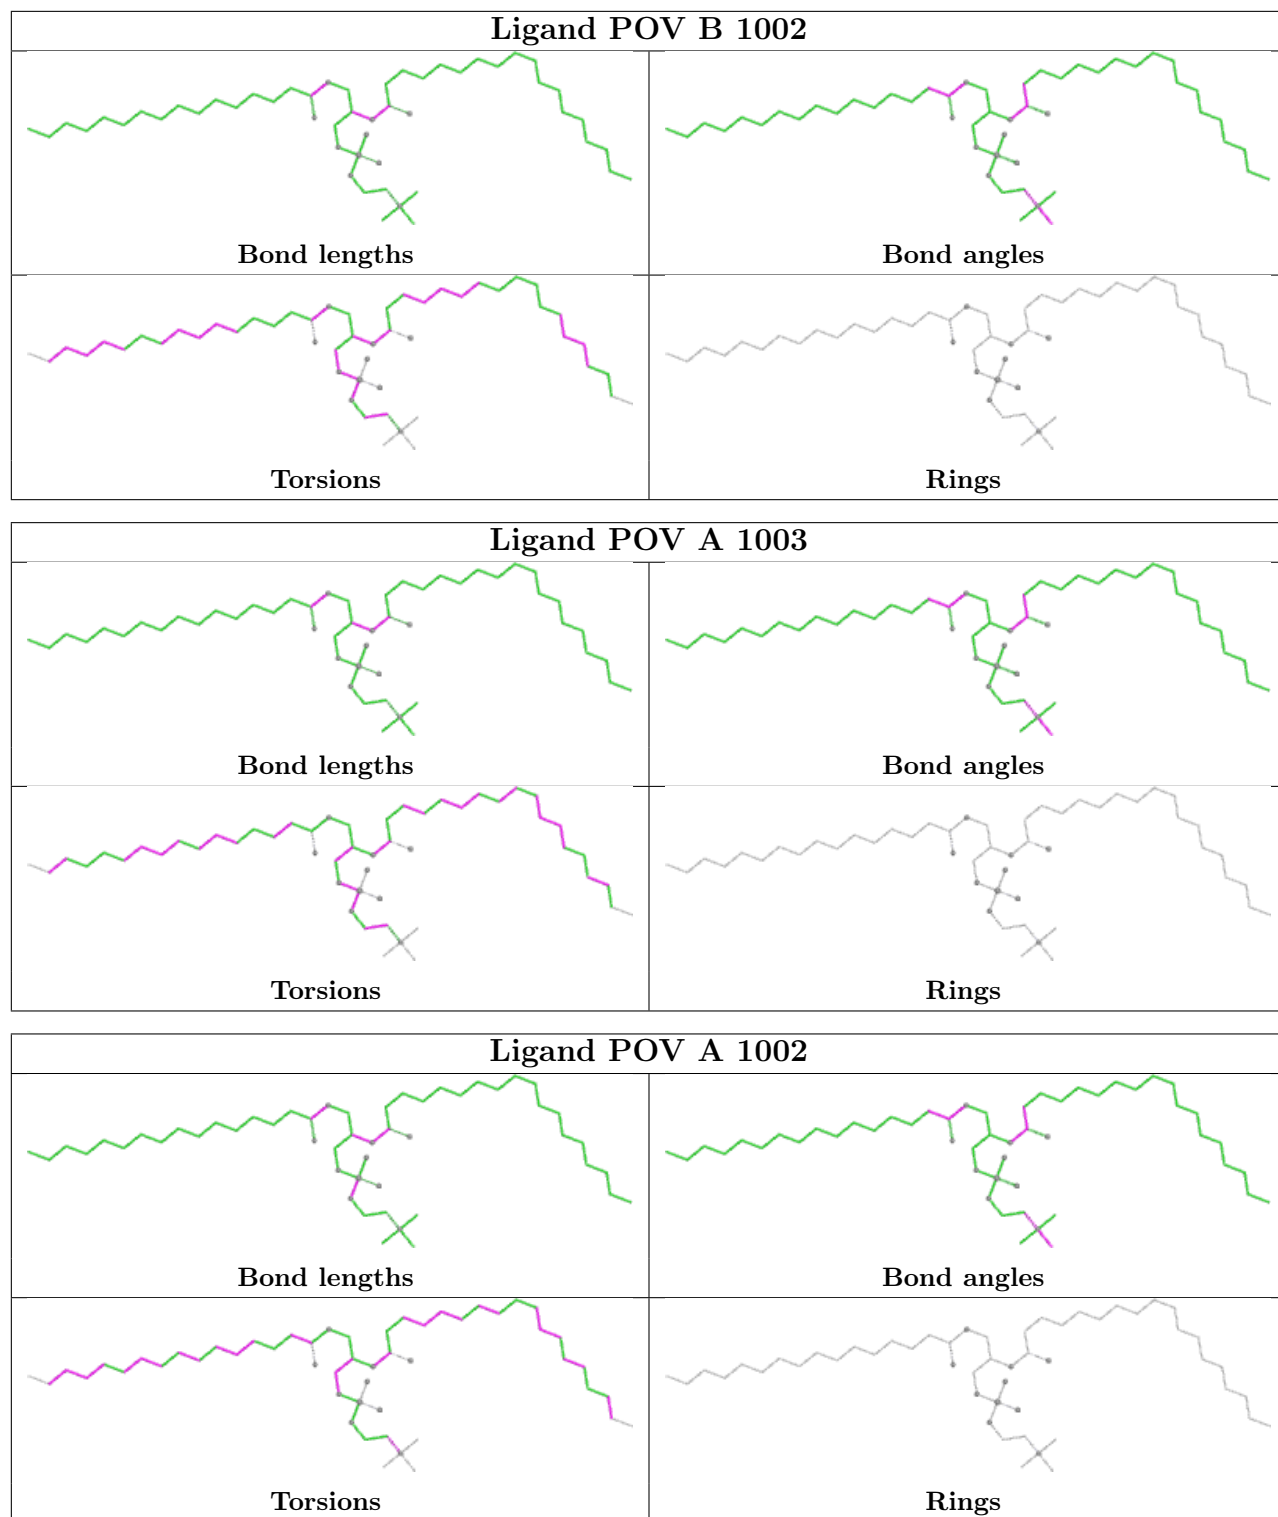 Ligand POV B 1002
Bond lengths
Bond angles
Torsions
Rings
Ligand POV A 1003
Bond lengths
Bond angles
Torsions
Rings
Ligand POV A 1002
Bond lengths
Bond angles
Torsions
Rings